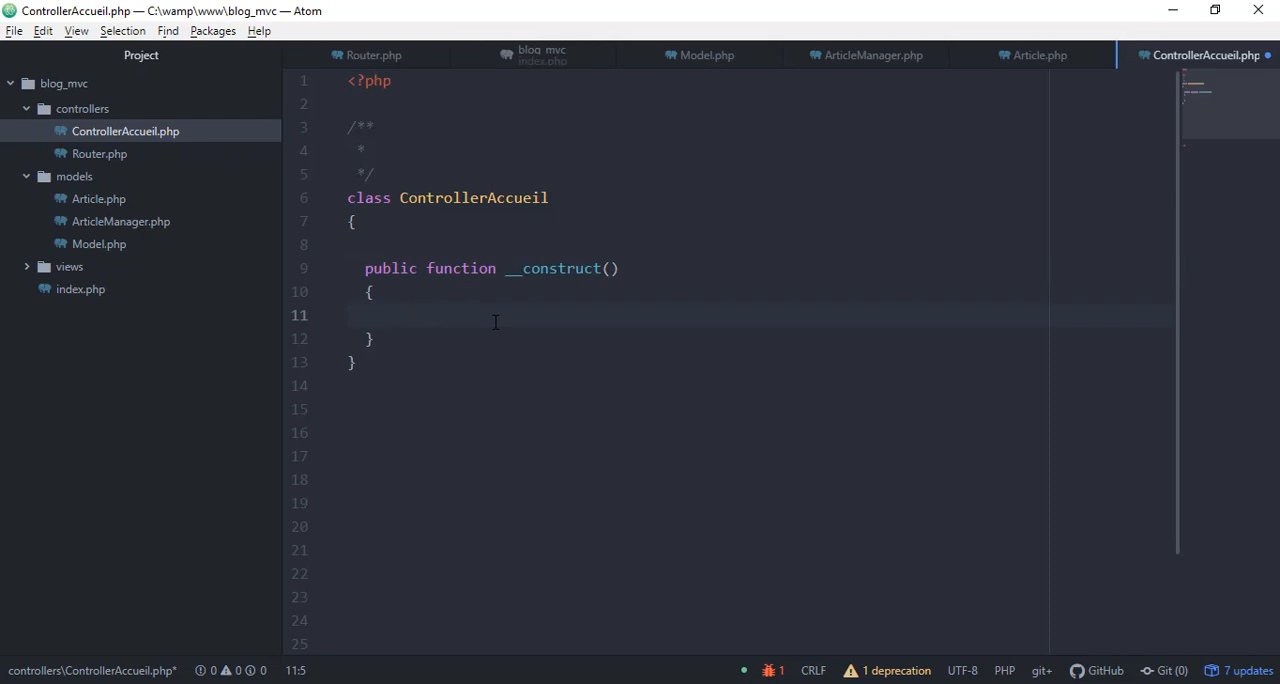 ControllerAccueil.php — C:\wamp\www\blog_mvc — Atom
File Edit View Selection Find Packages Help
Project
Router.php
blog_mvc
index.php
Model.php
ArticleManager.php
Article.php
ControllerAccueil.php
blog_mvc
controllers
ControllerAccueil.php
Router.php
models
Article.php
ArticleManager.php
Model.php
views
index.php
1 <?php
2
3 /**
4 *
5 */
6 class ControllerAccueil
7 {
8
9 public function __construct()
10 {
11
12 }
13 }
14
15
16
17
18
19
20
21
22
23
24
25
controllers\ControllerAccueil.php* 0 0 0 11:5 1 CRLF 1 deprecation UTF-8 PHP git+ GitHub Git (0) 7 updates